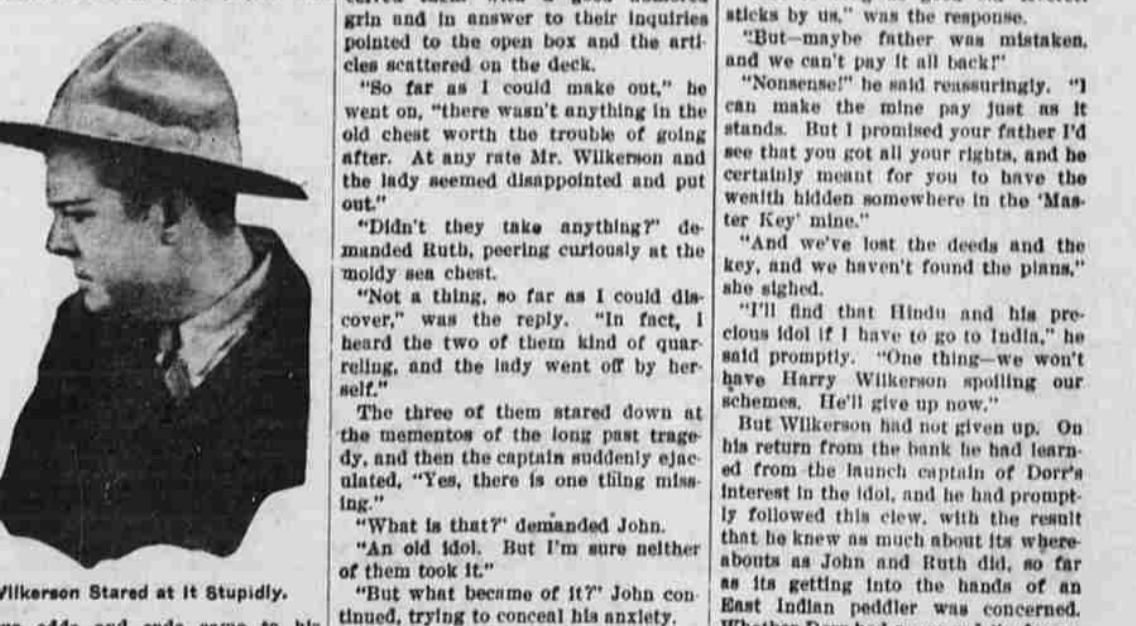 Wilkerson Stared at It Stupidly.
grin and in answer to their inquiries
pointed to the open box and the arti-
cles scattered on the deck.
"So far as I could make out," he
went on, "there wasn't anything in the
old chest worth the trouble of going
after. At any rate Mr. Wilkerson and
the lady seemed disappointed and put
out."
"Didn't they take anything?" de-
manded Ruth, peering curiously at the
moldy sea chest.
"Not a thing, so far as I could dis-
cover," was the reply. "In fact, I
heard the two of them kind of quar-
reling, and the lady went off by her-
self."
The three of them stared down at
the mementos of the long past trage-
dy, and then the captain suddenly ejac-
ulated, "Yes, there is one thing miss-
ing."
"What is that?" demanded John.
"An old idol. But I'm sure neither
of them took it."
"But what became of it?" John con-
tinued, trying to conceal his anxiety.
sticks by us," was the response.
"But—maybe father was mistaken,
and we can't pay it all back!"
"Nonsense!" he said reassuringly. "I
can make the mine pay just as it
stands. But I promised your father I'd
see that you got all your rights, and he
certainly meant for you to have the
wealth hidden somewhere in the 'Mas-
ter Key' mine."
"And we've lost the deeds and the
key, and we haven't found the plans,"
she sighed.
"I'll find that Hindu and his pre-
cious idol if I have to go to India," he
said promptly. "One thing—we won't
have Harry Wilkerson spoiling our
schemes. He'll give up now."
But Wilkerson had not given up. On
his return from the bank he had learn-
ed from the launch captain of Dorr's
interest in the idol, and he had prompt-
ly followed this clew, with the result
that he knew as much about its where-
abouts as John and Ruth did, so far
as its getting into the hands of an
East Indian peddler was concerned.